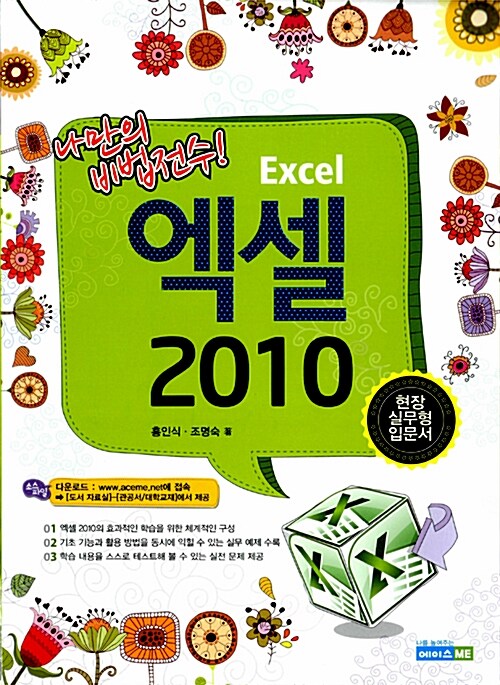 나만의
비법전수!
Excel
엑셀
2010
홍인식 · 조명숙 著
현장
실무형
입문서
소스
파일
다운로드 : www.aceme.net에 접속
➡ [도서 자료실]-[관공서/대학교재]에서 제공
01 엑셀 2010의 효과적인 학습을 위한 체계적인 구성
02 기초 기능과 활용 방법을 동시에 익힐 수 있는 실무 예제 수록
03 학습 내용을 스스로 테스트해 볼 수 있는 실전 문제 제공
나를 높여주는
에이스 ME